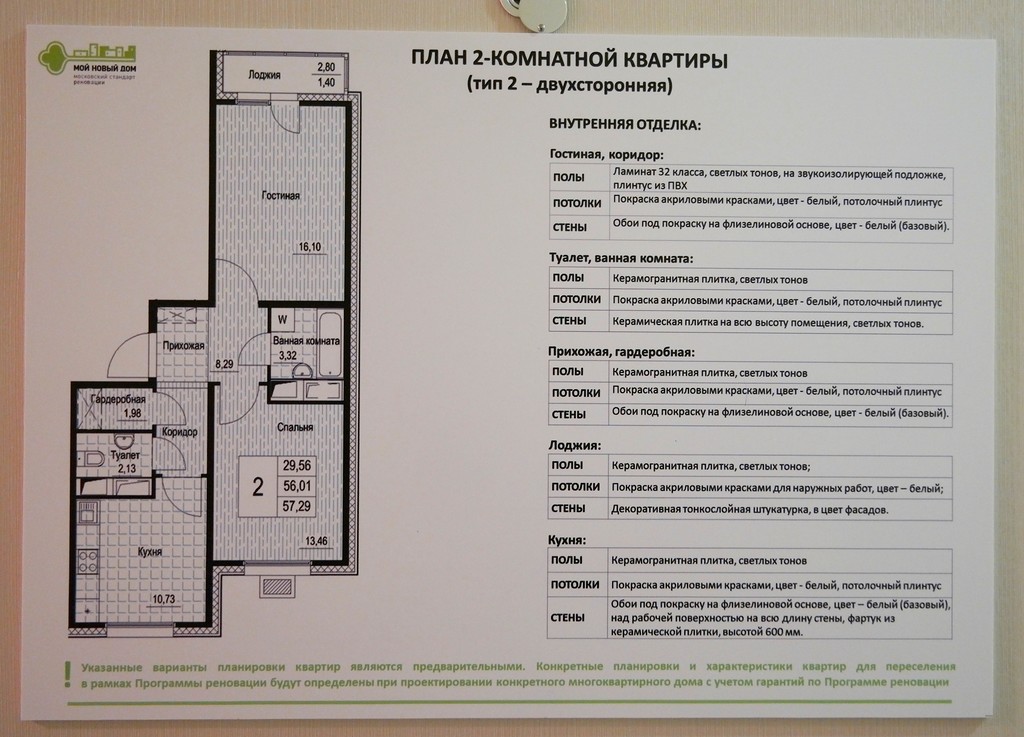 МОЙ НОВЫЙ ДОМ
московский стандарт
реновации
ПЛАН 2-КОМНАТНОЙ КВАРТИРЫ
(тип 2 – двухсторонняя)
Лоджия
2,80
1,40
Гостиная
16,10
W
Ванная комната
3,32
Прихожая
8,29
Гардеробная
1,98
Коридор
Туалет
2,13
Спальня
2
29,56
56,01
57,29
13,46
Кухня
10,73
ВНУТРЕННЯЯ ОТДЕЛКА:
Гостиная, коридор:
ПОЛЫ
Ламинат 32 класса, светлых тонов, на звукоизолирующей подложке,
плинтус из ПВХ
ПОТОЛКИ
Покраска акриловыми красками, цвет - белый, потолочный плинтус
СТЕНЫ
Обои под покраску на флизелиновой основе, цвет - белый (базовый).
Туалет, ванная комната:
ПОЛЫ
Керамогранитная плитка, светлых тонов
ПОТОЛКИ
Покраска акриловыми красками, цвет - белый, потолочный плинтус
СТЕНЫ
Керамическая плитка на всю высоту помещения, светлых тонов.
Прихожая, гардеробная:
ПОЛЫ
Керамогранитная плитка, светлых тонов
ПОТОЛКИ
Покраска акриловыми красками, цвет - белый, потолочный плинтус
СТЕНЫ
Обои под покраску на флизелиновой основе, цвет - белый (базовый).
Лоджия:
ПОЛЫ
Керамогранитная плитка, светлых тонов;
ПОТОЛКИ
Покраска акриловыми красками для наружных работ, цвет – белый;
СТЕНЫ
Декоративная тонкослойная штукатурка, в цвет фасадов.
Кухня:
ПОЛЫ
Керамогранитная плитка, светлых тонов
ПОТОЛКИ
Покраска акриловыми красками, цвет - белый, потолочный плинтус
СТЕНЫ
Обои под покраску на флизелиновой основе, цвет – белый (базовый),
над рабочей поверхностью на всю длину стены, фартук из
керамической плитки, высотой 600 мм.
! Указанные варианты планировки квартир являются предварительными. Конкретные планировки и характеристики квартир для переселения
в рамках Программы реновации будут определены при проектировании конкретного многоквартирного дома с учетом гарантий по Программе реновации